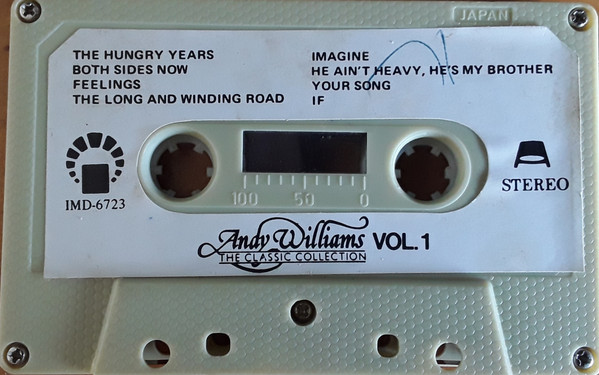 JAPAN
THE HUNGRY YEARS
BOTH SIDES NOW
FEELINGS
THE LONG AND WINDING ROAD
IMAGINE
HE AIN'T HEAVY, HE'S MY BROTHER
YOUR SONG
IF
IMD-6723
100 50 0
STEREO
Andy Williams VOL.1
THE CLASSIC COLLECTION